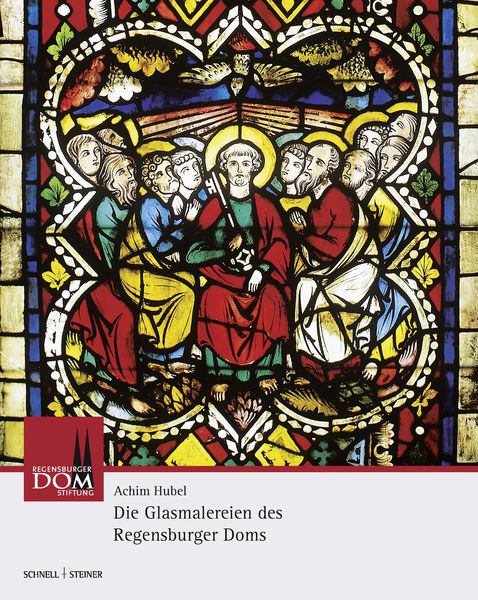 REGENSBURGER
DOM
STIFTUNG
Achim Hubel
Die Glasmalereien des
Regensburger Doms
SCHNELL + STEINER